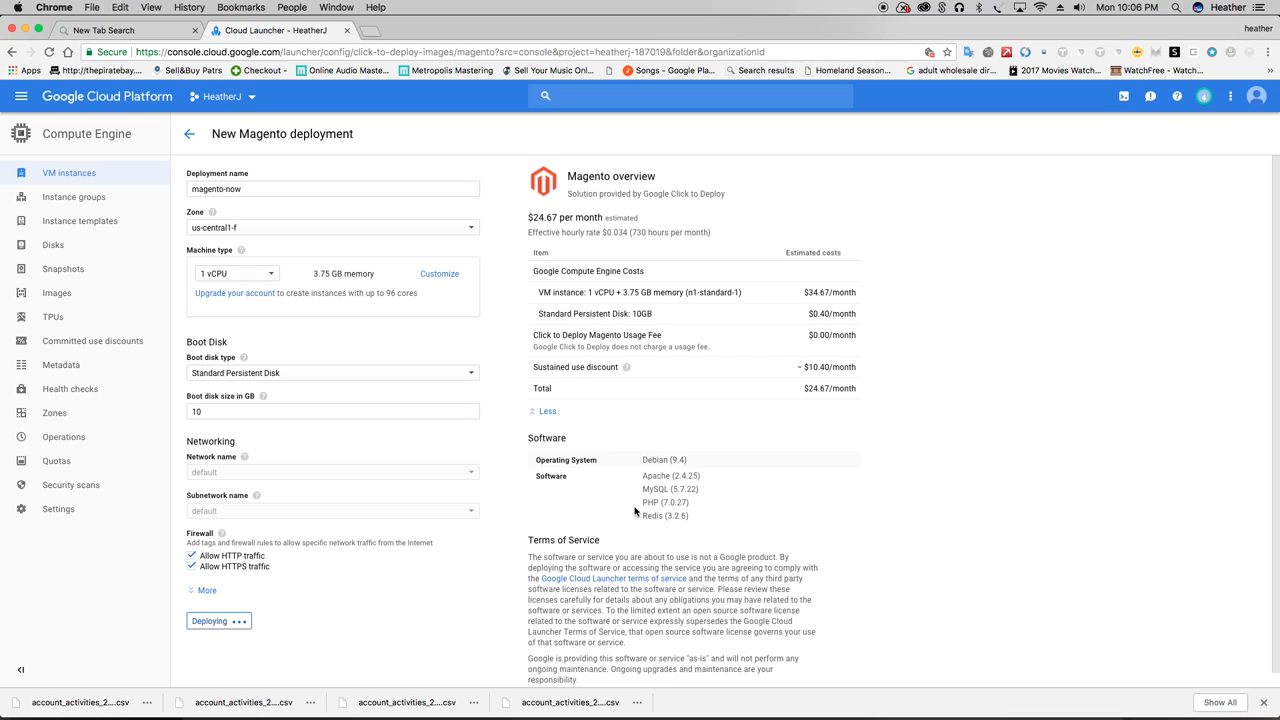 Chrome File Edit View History Bookmarks People Window Help Mon 10:06 PM Heather
New Tab Search
Cloud Launcher - HeatherJ
heather
Secure https://console.cloud.google.com/launcher/config/click-to-deploy-images/magento?src=console&project=heatherj-187019&folder&organizationId
Apps http://thepiratebay.... Sell&Buy Patrs Checkout - Online Audio Maste... Metropolis Mastering Sell Your Music Onl... Songs - Google Pla... Search results Homeland Season... adult wholesale dir... 2017 Movies Watch... WatchFree - Watc...
Google Cloud Platform HeatherJ
Compute Engine
New Magento deployment
VM instances
Instance groups
Instance templates
Disks
Snapshots
Images
TPUs
Committed use discounts
Metadata
Health checks
Zones
Operations
Quotas
Security scans
Settings
Deployment name
magento-now
Zone
us-central1-f
Machine type
1 vCPU 3.75 GB memory Customize
Upgrade your account to create instances with up to 96 cores
Boot Disk
Boot disk type
Standard Persistent Disk
Boot disk size in GB
10
Networking
Network name
default
Subnetwork name
default
Firewall
Add tags and firewall rules to allow specific network traffic from the Internet
Allow HTTP traffic
Allow HTTPS traffic
More
Deploying
Magento overview
Solution provided by Google Click to Deploy
$24.67 per month estimated
Effective hourly rate $0.034 (730 hours per month)
Item Estimated costs
Google Compute Engine Costs
VM instance: 1 vCPU + 3.75 GB memory (n1-standard-1) $34.67/month
Standard Persistent Disk: 10GB $0.40/month
Click to Deploy Magento Usage Fee $0.00/month
Google Click to Deploy does not charge a usage fee.
Sustained use discount - $10.40/month
Total $24.67/month
Less
Software
Operating System Debian (9.4)
Software Apache (2.4.25)
MySQL (5.7.22)
PHP (7.0.27)
Redis (3.2.6)
Terms of Service
The software or service you are about to use is not a Google product. By
deploying the software or accessing the service you are agreeing to comply with
the Google Cloud Launcher terms of service and the terms of any third party
software licenses related to the software or service. Please review these
licenses carefully for details about any obligations you may have related to the
software or services. To the limited extent an open source software license
related to the software or service expressly supersedes the Google Cloud
Launcher Terms of Service, that open source software license governs your use
of that software or service.
Google is providing this software or service "as-is" and will not perform any
ongoing maintenance. Ongoing upgrades and maintenance are your
responsibility.
account_activities_2....csv account_activities_2....csv account_activities_2....csv account_activities_2....csv Show All